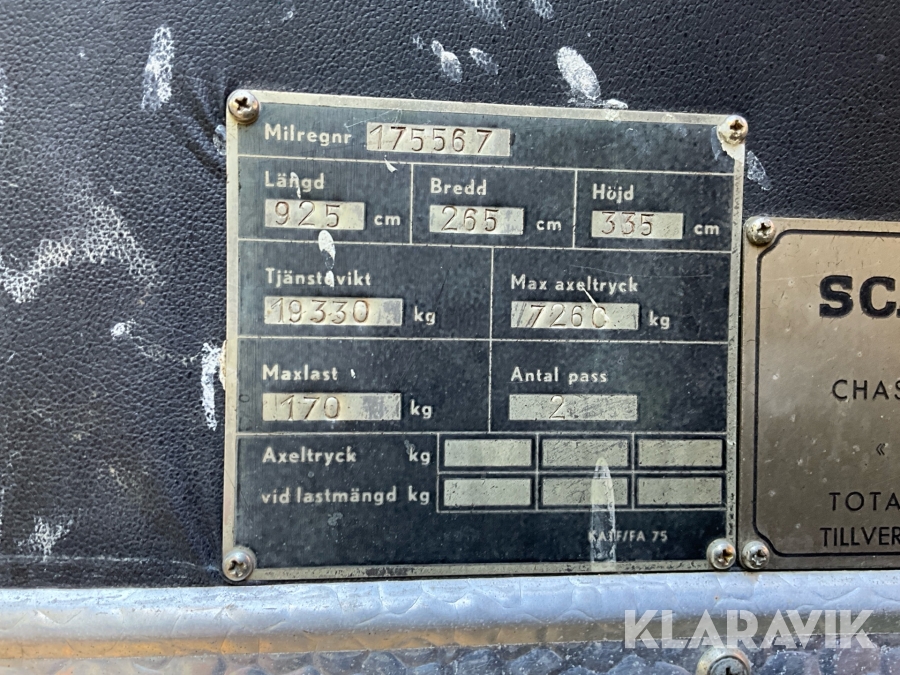 Milregnr 175567
Längd Bredd Höjd
925 cm 265 cm 335 cm
Tjänstevikt Max axeltryck
19330 kg 7260 kg
Maxlast Antal pass
170 kg 2
Axeltryck kg
vid lastmängd kg
KATF/FA 75
SCA
CHAS
«
TOTA
TILLVER
KLARAVIK